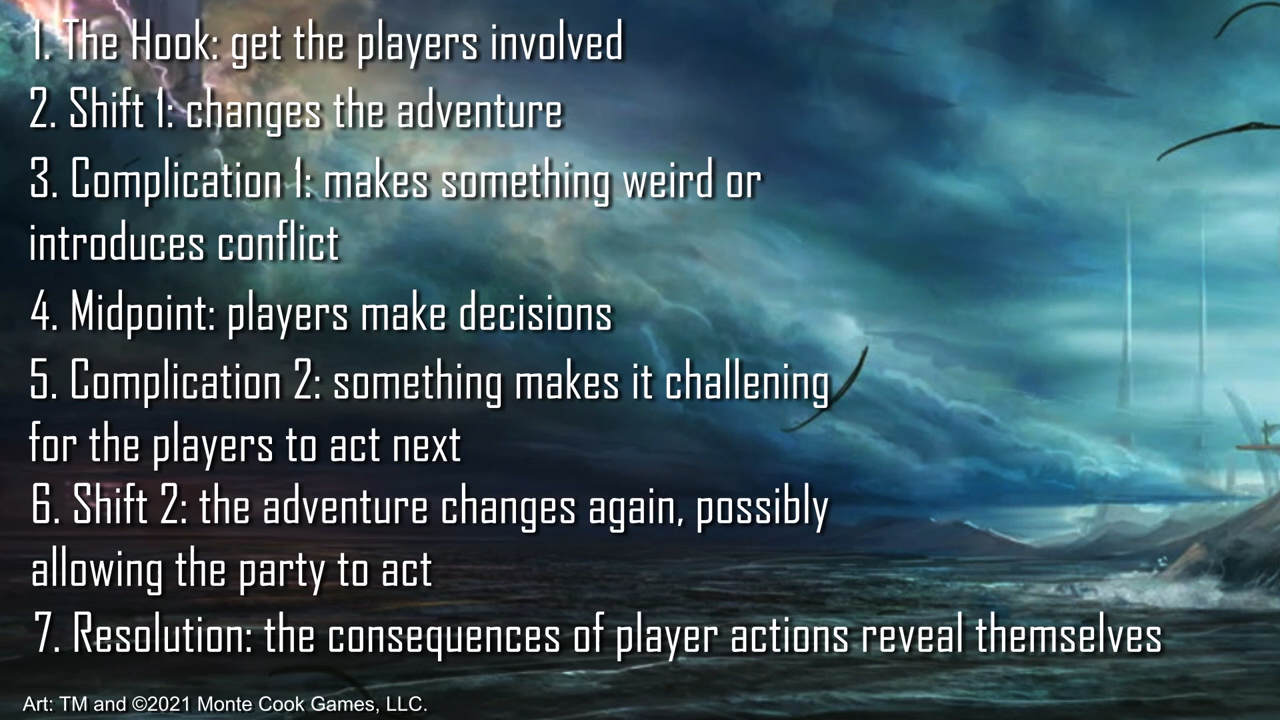 1. The Hook: get the players involved
2. Shift 1: changes the adventure
3. Complication 1: makes something weird or
introduces conflict
4. Midpoint: players make decisions
5. Complication 2: something makes it challening
for the players to act next
6. Shift 2: the adventure changes again, possibly
allowing the party to act
7. Resolution: the consequences of player actions reveal themselves
Art: TM and ©2021 Monte Cook Games, LLC.